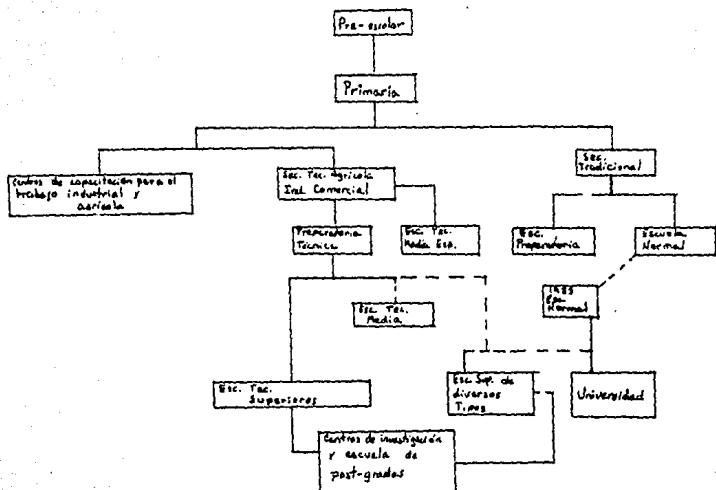 Pre-escolar
Primaria
Centros de capacitación para el
trabajo industrial y
agrícola
Sec. Tec. Agrícola
Ind. Comercial
Sec.
Tradicional
Preparatoria
Técnica
Esc. Tec.
Media Esp.
Esc.
Preparatoria
Escuela
Normal
Esc. Tec.
Media
Esc.
Normal
Esc. Tec.
Superiores
Esc. Sup. de
diversos
Tipos
Universidad
Centros de investigación
y escuela de
post-grados